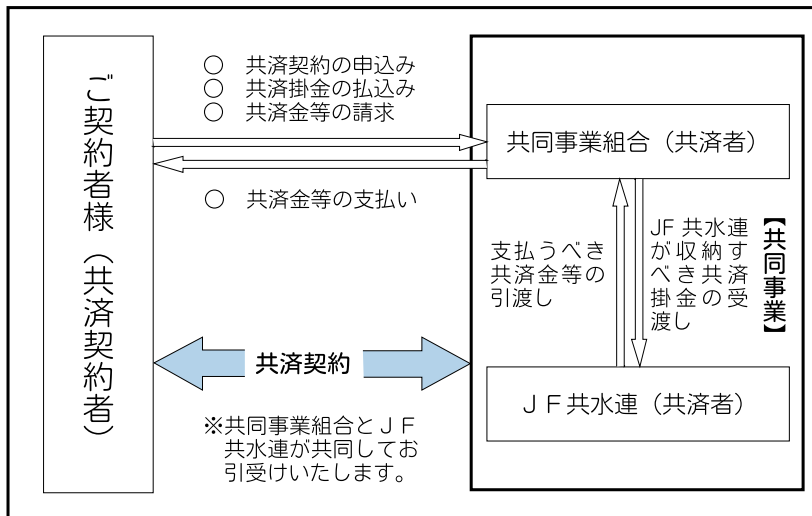 ご契約者様（共済契約者）
○　共済契約の申込み
○　共済掛金の払込み
○　共済金等の請求
○　共済金等の支払い
共済契約
※共同事業組合とＪＦ
共水連が共同してお
引受けいたします。
共同事業組合（共済者）
支払うべき
共済金等の
引渡し
JF 共水連
が収納す
べき共済
掛金の受
渡し
【共同事業】
ＪＦ共水連（共済者）